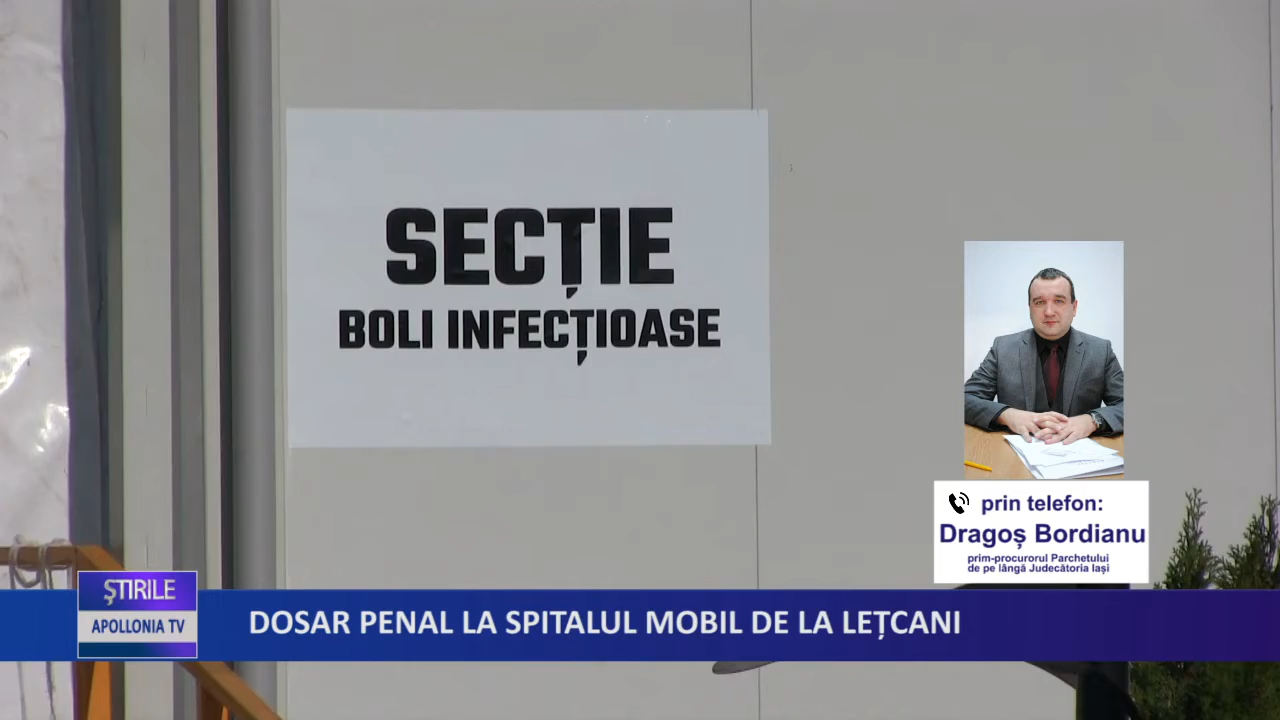 SECȚIE
BOLI INFECȚIOASE
prin telefon:
Dragoș Bordianu
prim-procurorul Parchetului
de pe lângă Judecătoria Iași
ȘTIRILE
APOLLONIA TV
DOSAR PENAL LA SPITALUL MOBIL DE LA LEȚCANI